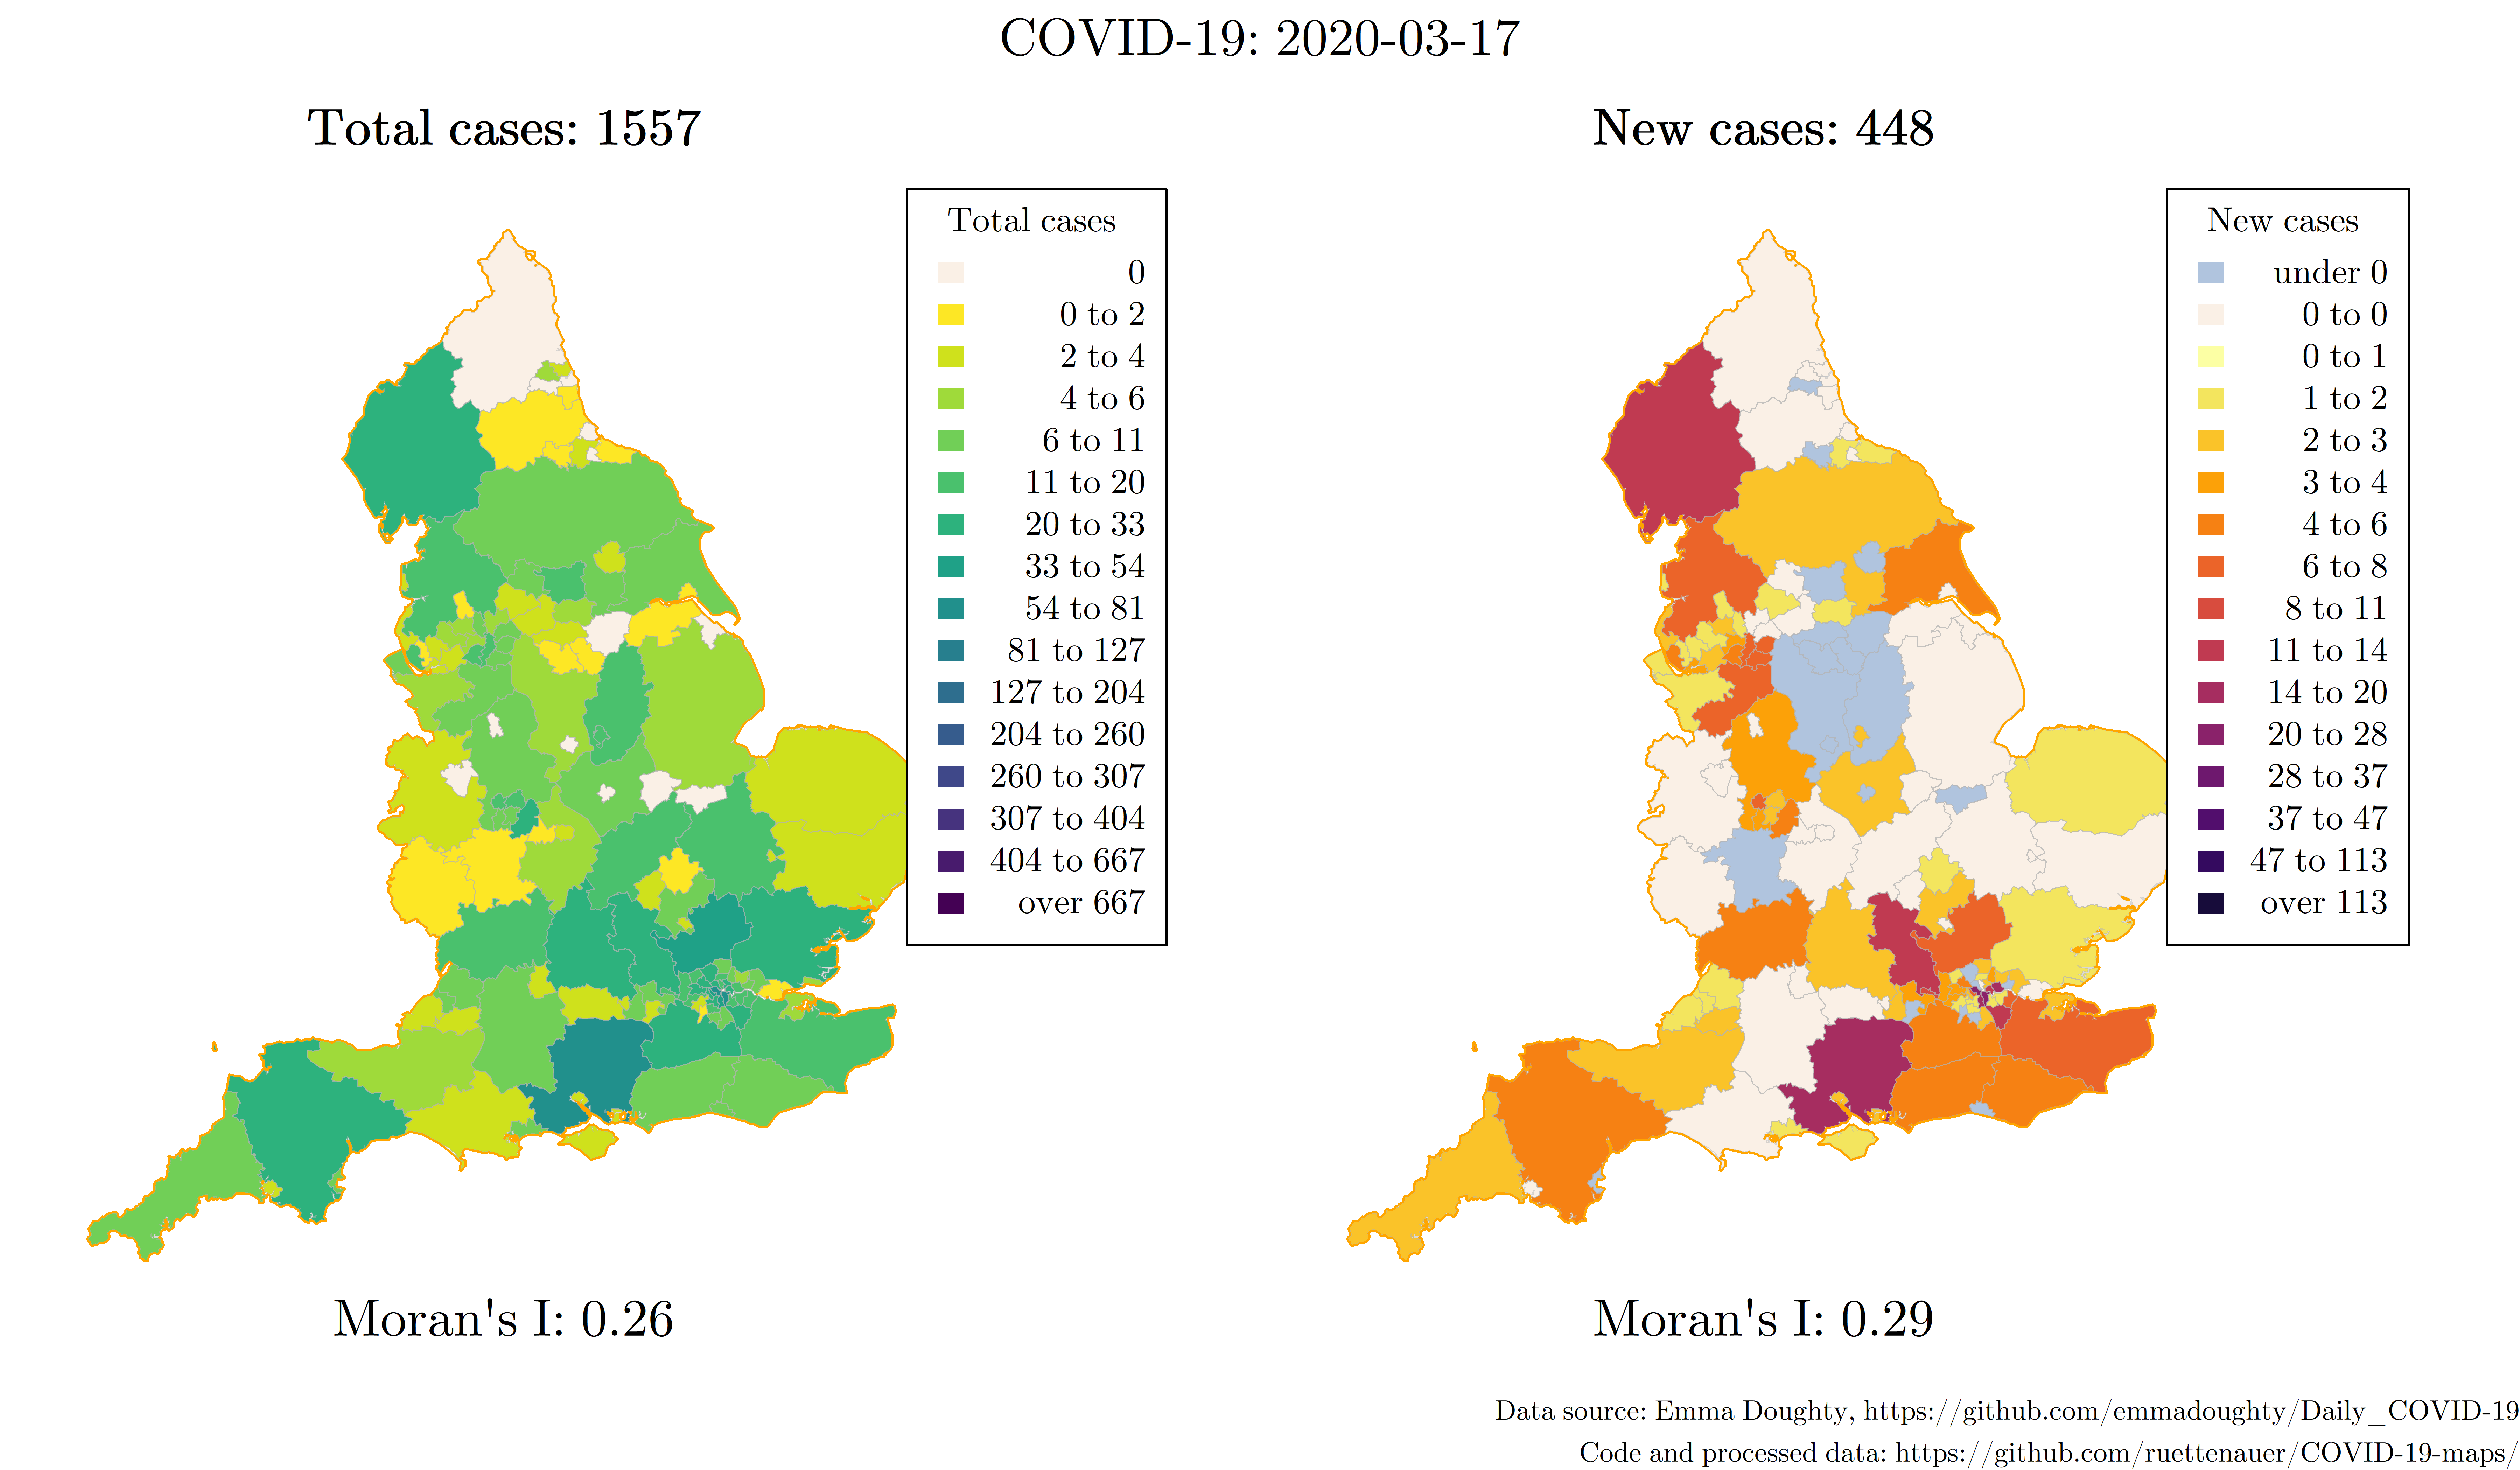 COVID-19: 2020-03-17
Total cases: 1557
Total cases
0
0 to 2
2 to 4
4 to 6
6 to 11
11 to 20
20 to 33
33 to 54
54 to 81
81 to 127
127 to 204
204 to 260
260 to 307
307 to 404
404 to 667
over 667
Moran's I: 0.26
New cases: 448
New cases
under 0
0 to 0
0 to 1
1 to 2
2 to 3
3 to 4
4 to 6
6 to 8
8 to 11
11 to 14
14 to 20
20 to 28
28 to 37
37 to 47
47 to 113
over 113
Moran's I: 0.29
Data source: Emma Doughty, https://github.com/emmadoughty/Daily_COVID-19
Code and processed data: https://github.com/ruettenauer/COVID-19-maps/